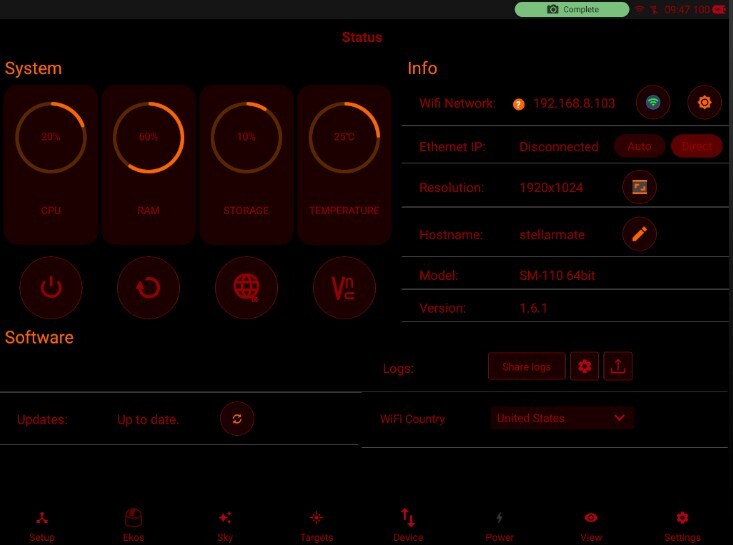 Complete
09:47 100
Status
System
Info
20%
60%
10%
25°C
CPU
RAM
STORAGE
TEMPERATURE
Wifi Network: ? 192.168.8.103
Ethernet IP: Disconnected Auto Direct
Resolution: 1920x1024
Hostname: stellarmate
Model: SM-110 64bit
Version: 1.6.1
Vnc
Software
Logs: Share logs
Updates: Up to date.
WiFi Country United States
Setup
Ekos
Sky
Targets
Device
Power
View
Settings